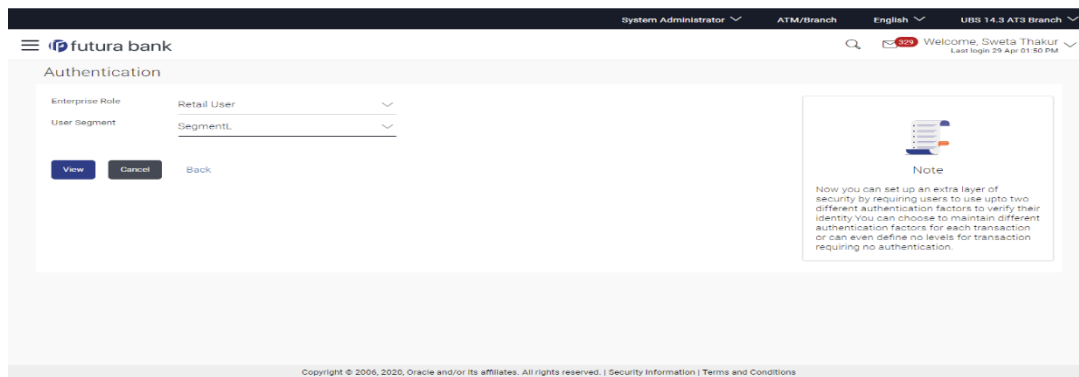 System Administrator ATM/Branch English UBS 14.3 AT3 Branch
futura bank 329 Welcome, Sweta Thakur
Last login 29 Apr 01:50 PM
Authentication
Enterprise Role Retail User
User Segment SegmentL
View Cancel Back
Note
Now you can set up an extra layer of
security by requiring users to use upto two
different authentication factors to verify their
identity.You can choose to maintain different
authentication factors for each transaction
or can even define no levels for transaction
requiring no authentication.
Copyright © 2006, 2020, Oracle and/or its affiliates. All rights reserved. | Security Information | Terms and Conditions